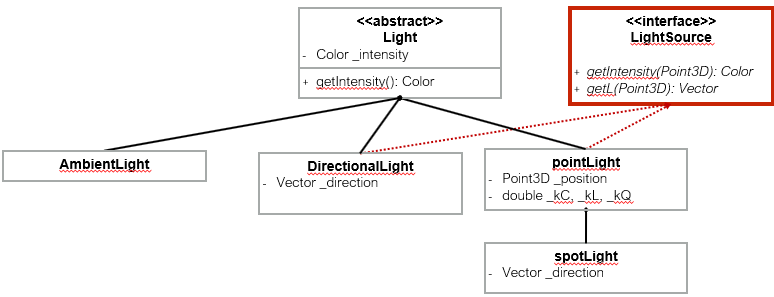 <<abstract>>
Light
- Color _intensity
+ getIntensity(): Color
<<interface>>
LightSource
+ getIntensity(Point3D): Color
+ getL(Point3D): Vector
AmbientLight
DirectionalLight
- Vector _direction
pointLight
- Point3D _position
- double _kC, _kL, _kQ
spotLight
- Vector _direction